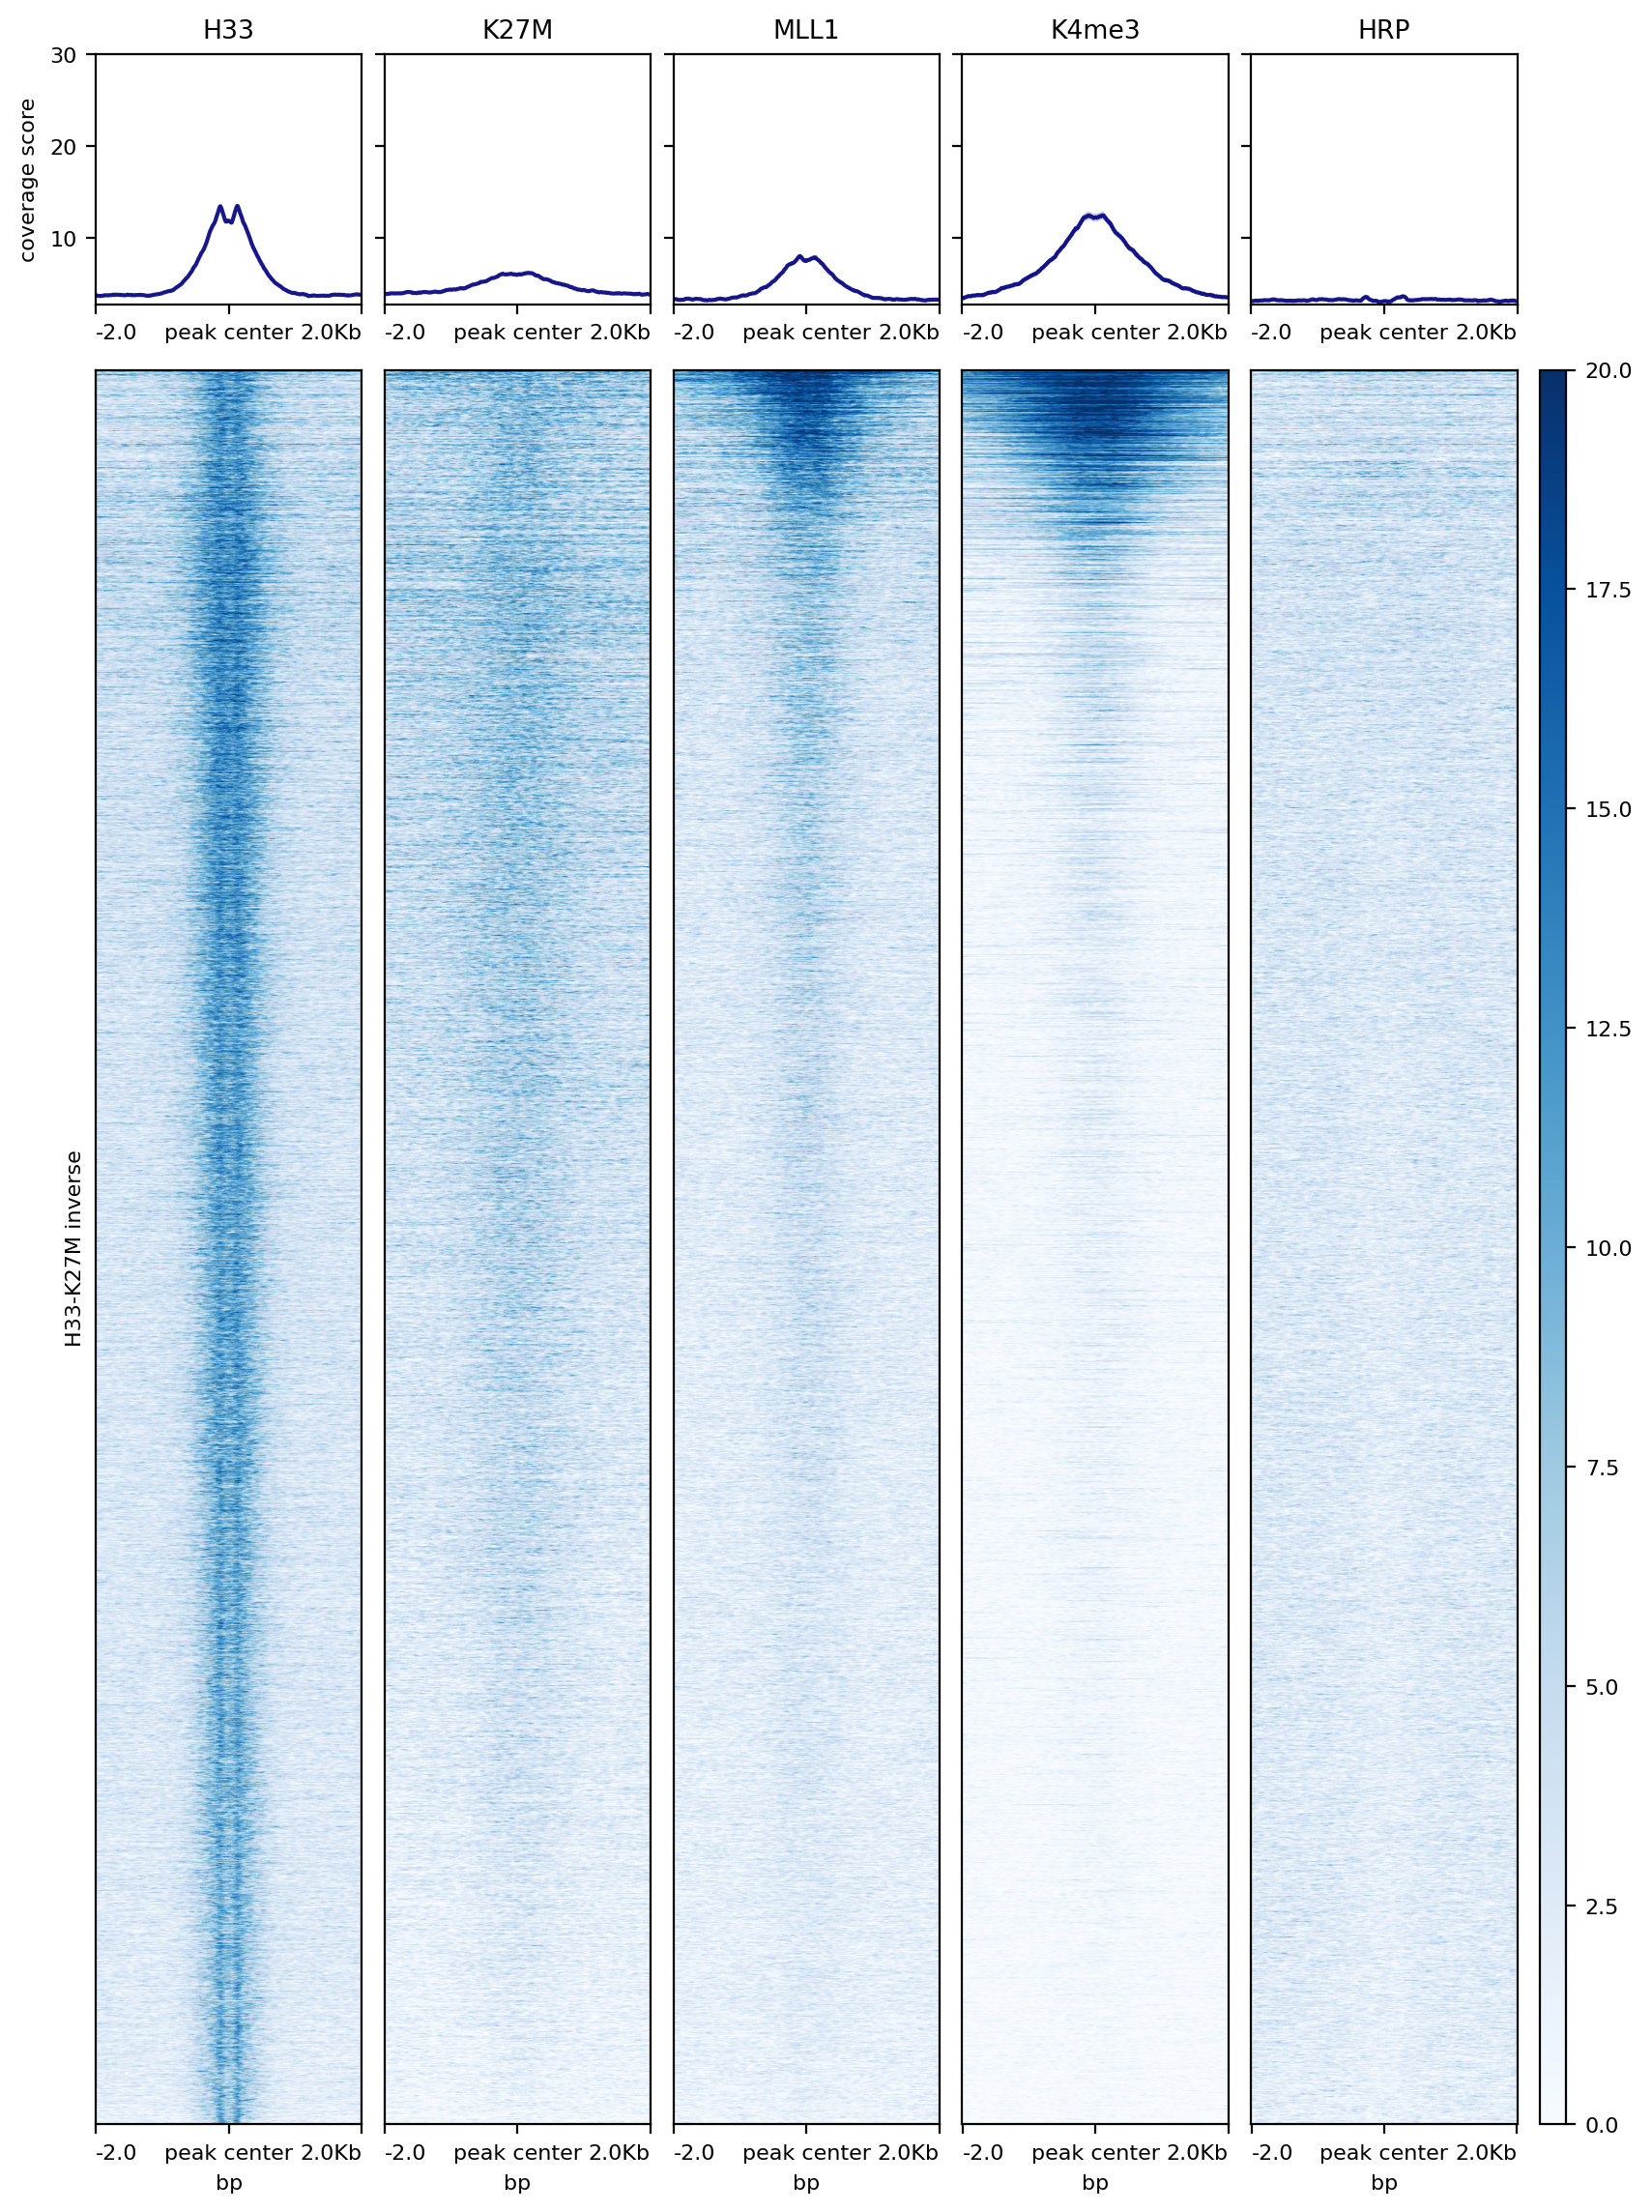 H33 K27M MLL1 K4me3 HRP
30
20
10
coverage score
-2.0 peak center 2.0Kb -2.0 peak center 2.0Kb -2.0 peak center 2.0Kb -2.0 peak center 2.0Kb -2.0 peak center 2.0Kb
20.0
17.5
15.0
12.5
10.0
7.5
5.0
2.5
0.0
H33-K27M inverse
-2.0 peak center 2.0Kb -2.0 peak center 2.0Kb -2.0 peak center 2.0Kb -2.0 peak center 2.0Kb -2.0 peak center 2.0Kb
bp bp bp bp bp